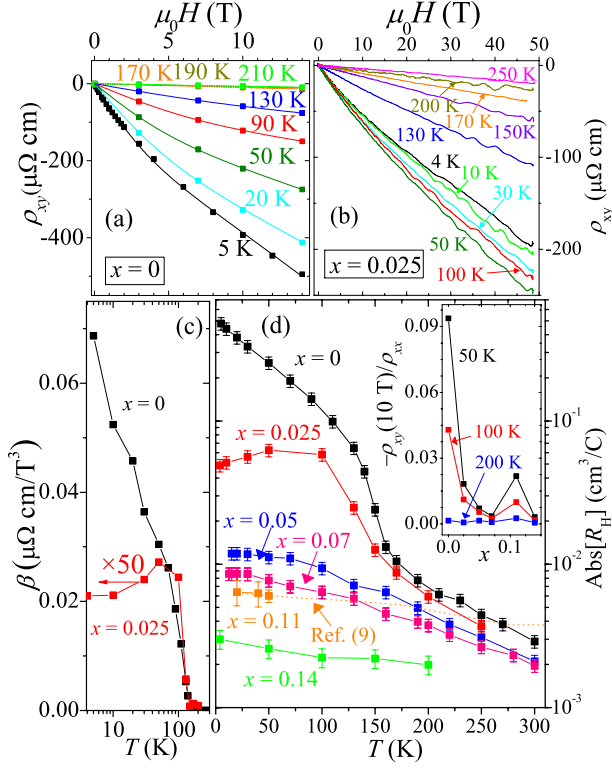 μ₀H (T)
0 5 10
170 K 190 K 210 K
130 K
90 K
50 K
20 K
5 K
0
-200
-400
ρxy (μΩ cm)
(a)
x = 0
μ₀H (T)
0 10 20 30 40 50
250 K
200 K
170 K
150K
130 K
4 K
10 K
30 K
50 K
100 K
0
-100
-200
ρxy (μΩ cm)
(b)
x = 0.025
(c)
x = 0
×50
x = 0.025
0.06
0.04
0.02
0.00
β (μΩ cm/T³)
10 100
T (K)
(d)
x = 0
x = 0.025
x = 0.05
x = 0.07
x = 0.11
Ref. (9)
x = 0.14
0 50 100 150 200 250 300
T (K)
10⁻¹
10⁻²
10⁻³
Abs[R_H] (cm³/C)
0.09
0.06
0.03
0.00
−ρxy(10 T)/ρxx
50 K
100 K
200 K
0.0 0.1
x